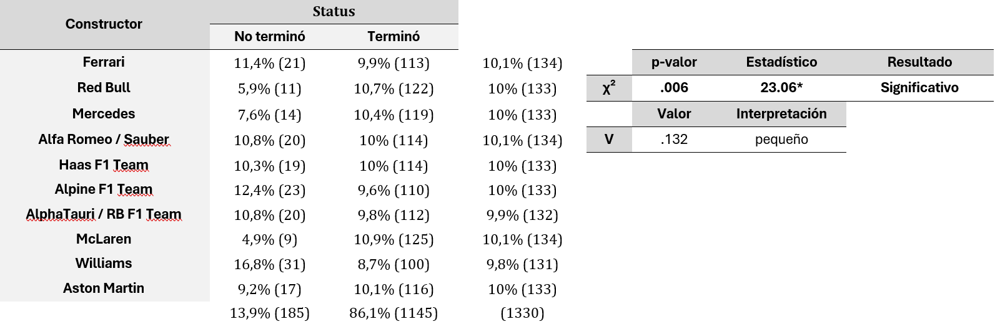 Constructor Status
No terminó Terminó
Ferrari 11,4% (21) 9,9% (113) 10,1% (134)
Red Bull 5,9% (11) 10,7% (122) 10% (133)
Mercedes 7,6% (14) 10,4% (119) 10% (133)
Alfa Romeo / Sauber 10,8% (20) 10% (114) 10,1% (134)
Haas F1 Team 10,3% (19) 10% (114) 10% (133)
Alpine F1 Team 12,4% (23) 9,6% (110) 10% (133)
AlphaTauri / RB F1 Team 10,8% (20) 9,8% (112) 9,9% (132)
McLaren 4,9% (9) 10,9% (125) 10,1% (134)
Williams 16,8% (31) 8,7% (100) 9,8% (131)
Aston Martin 9,2% (17) 10,1% (116) 10% (133)
13,9% (185) 86,1% (1145) (1330)
p-valor Estadístico Resultado
χ² .006 23.06* Significativo
Valor Interpretación
V .132 pequeño